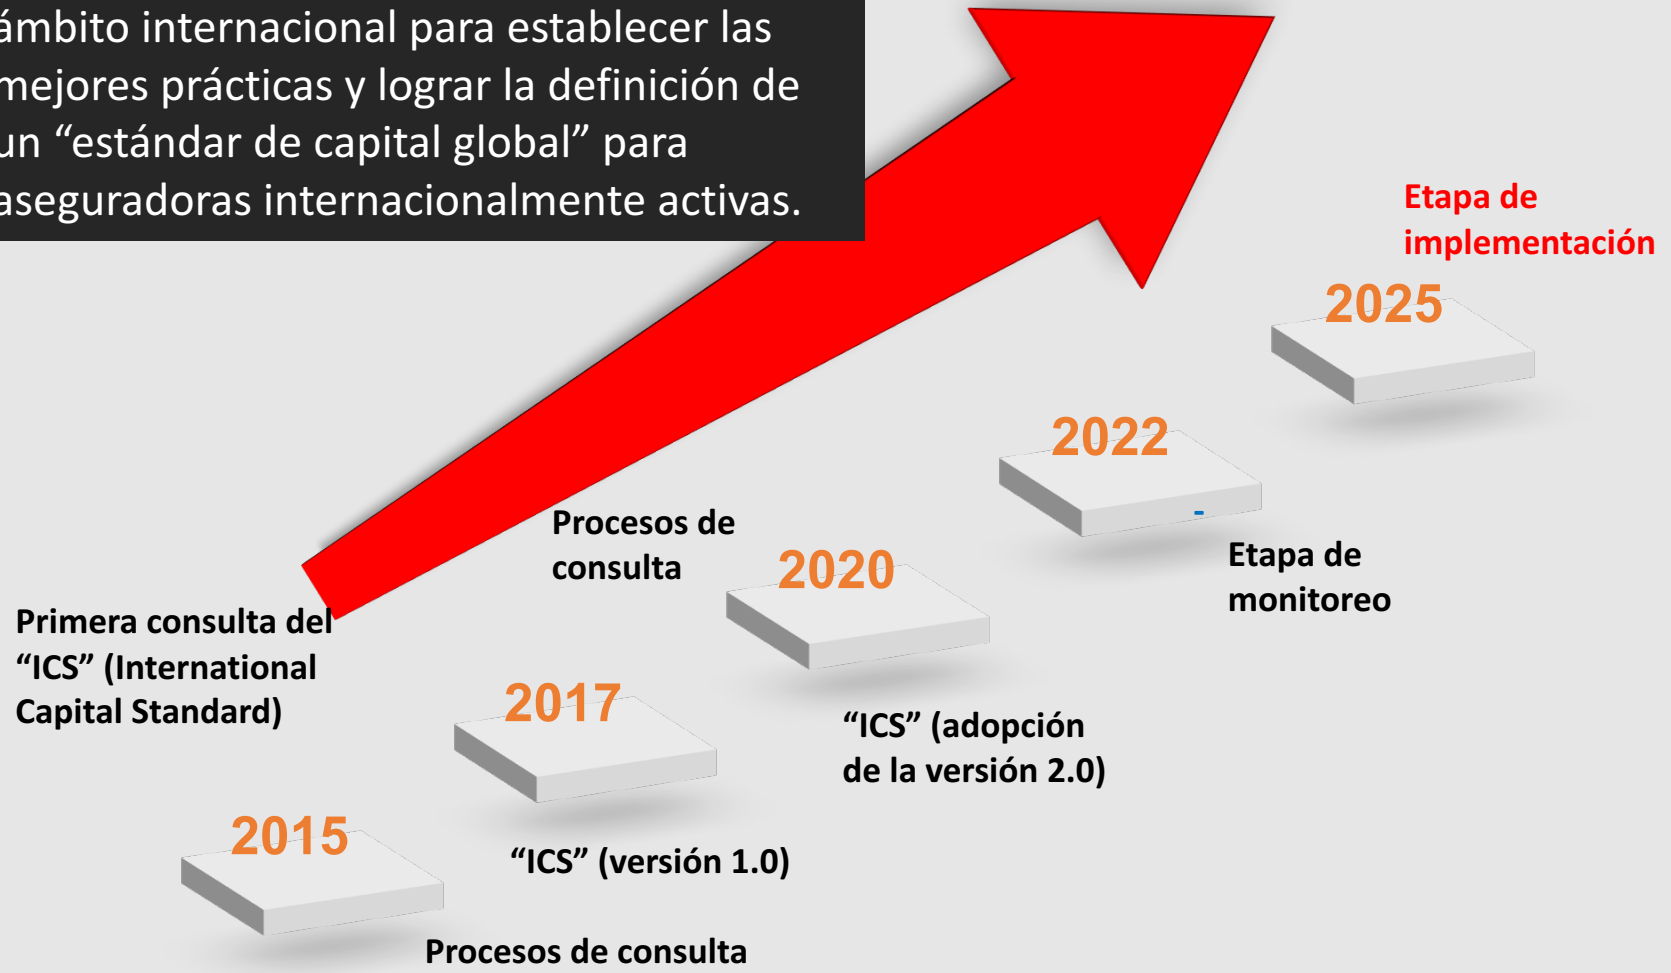 ámbito internacional para establecer las
mejores prácticas y lograr la definición de
un “estándar de capital global” para
aseguradoras internacionalmente activas.
Etapa de
implementación
2025
2022
Etapa de
monitoreo
Procesos de
consulta
2020
“ICS” (adopción
de la versión 2.0)
Primera consulta del
“ICS” (International
Capital Standard)
2017
“ICS” (versión 1.0)
2015
Procesos de consulta